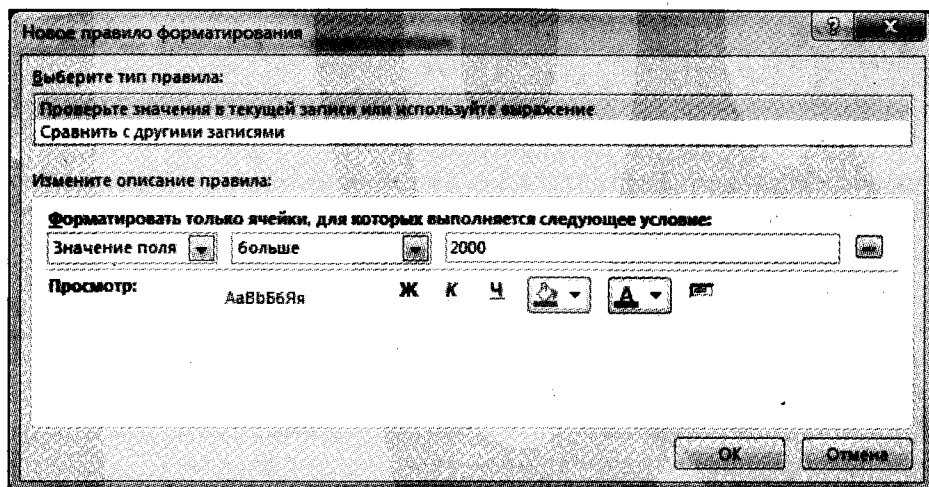 Новое правило форматирования
Выберите тип правила:
Проверьте значения в текущей записи или используйте выражение
Сравнить с другими записями
Измените описание правила:
Форматировать только ячейки, для которых выполняется следующее условие:
Значение поля больше 2000 ...
Просмотр: АаВbБбЯя Ж К Ч А
ОК Отмена